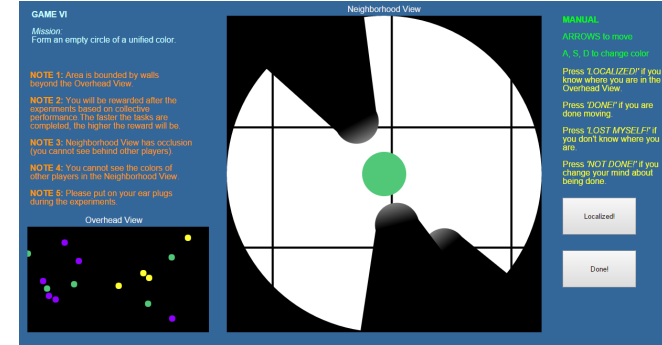 Neighborhood View
GAME VI
Mission:
Form an empty circle of a unified color.
NOTE 1: Area is bounded by walls
beyond the Overhead View.
NOTE 2: You will be rewarded after the
experiments based on collective
performance.The faster the tasks are
completed, the higher the reward will be.
NOTE 3: Neighborhood View has occlusion
(you cannot see behind other players)
NOTE 4: You cannot see the colors of
other players in the Neighborhood View.
NOTE 5: Please put on your ear plugs
during the experiments.
Overhead View
MANUAL
ARROWS to move
A, S, D to change color
Press 'LOCALIZED!' if you
know where you are in the
Overhead View.
Press 'DONE!' if you are
done moving.
Press 'LOST MYSELF!' if
you don't know where you
are.
Press 'NOT DONE!' if you
change your mind about
being done.
Localized!
Done!